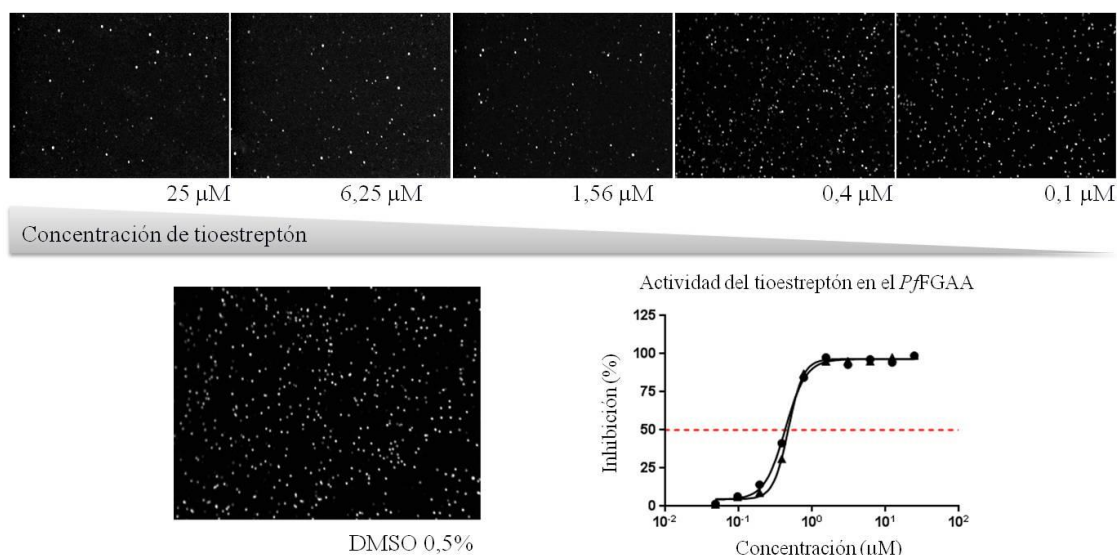 25 μM 6,25 μM 1,56 μM 0,4 μM 0,1 μM
Concentración de tioestreptón
DMSO 0,5%
Actividad del tioestreptón en el PfFGAA
Inhibición (%)
125
100
75
50
25
0
10-2 10-1 100 101 102
Concentración (μM)